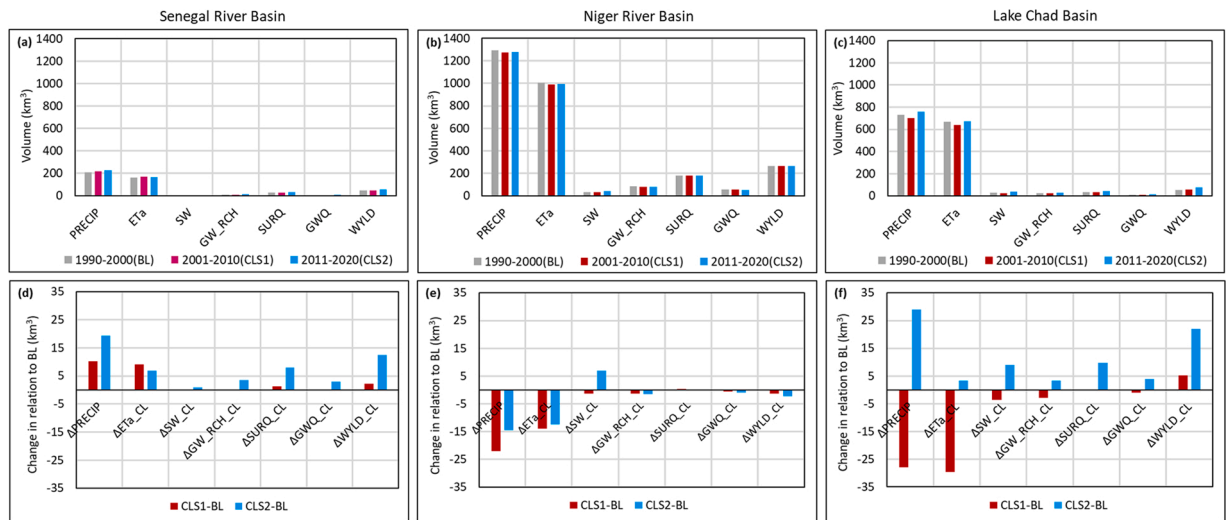 Senegal River Basin
Niger River Basin
Lake Chad Basin
(a)
1400
1200
1000
800
600
400
200
0
Volume (km³)
PRECIP
ETa
SW
GW_RCH
SURQ
GWQ
WYLD
1990-2000(BL) 2001-2010(CLS1) 2011-2020(CLS2)
(b)
1400
1200
1000
800
600
400
200
0
Volume (km³)
PRECIP
ETa
SW
GW_RCH
SURQ
GWQ
WYLD
1990-2000(BL) 2001-2010(CLS1) 2011-2020(CLS2)
(c)
1400
1200
1000
800
600
400
200
0
Volume (km³)
PRECIP
ETa
SW
GW_RCH
SURQ
GWQ
WYLD
1990-2000(BL) 2001-2010(CLS1) 2011-2020(CLS2)
(d)
35
25
15
5
-5
-15
-25
-35
Change in relation to BL (km³)
ΔPRECIP
ΔETa_CL
ΔSW_CL
ΔGW_RCH_CL
ΔSURQ_CL
ΔGWQ_CL
ΔWYLD_CL
CLS1-BL CLS2-BL
(e)
35
25
15
5
-5
-15
-25
-35
Change in relation to BL (km³)
ΔPRECIP
ΔETa_CL
ΔSW_CL
ΔGW_RCH_CL
ΔSURQ_CL
ΔGWQ_CL
ΔWYLD_CL
CLS1-BL CLS2-BL
(f)
35
25
15
5
-5
-15
-25
-35
Change in relation to BL (km³)
ΔPRECIP
ΔETa_CL
ΔSW_CL
ΔGW_RCH_CL
ΔSURQ_CL
ΔGWQ_CL
ΔWYLD_CL
CLS1-BL CLS2-BL